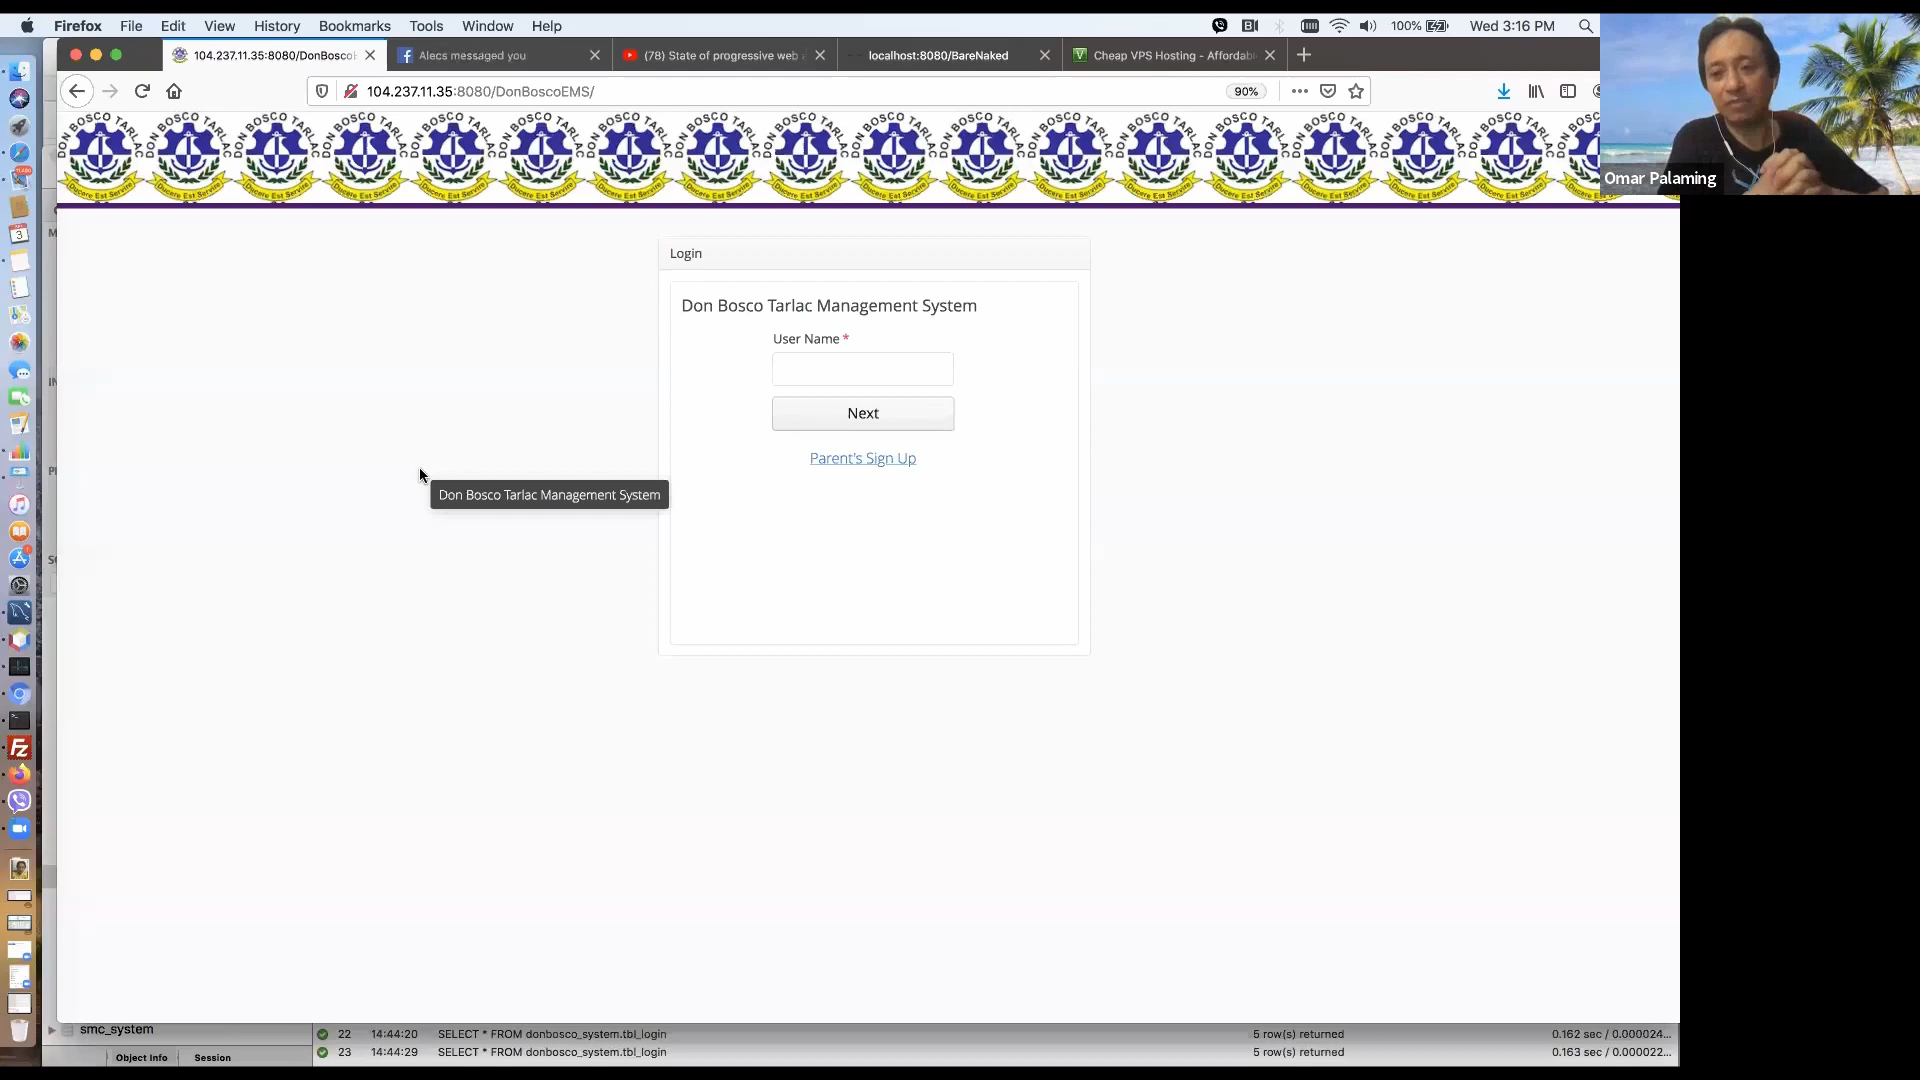 Firefox File Edit View History Bookmarks Tools Window Help
100% Wed 3:16 PM
104.237.11.35:8080/DonBosco
Alecs messaged you
(78) State of progressive web
localhost:8080/BareNaked
Cheap VPS Hosting - Affordabl
104.237.11.35:8080/DonBoscoEMS/
90%
Omar Palaming
Login
Don Bosco Tarlac Management System
User Name *
Next
Parent's Sign Up
Don Bosco Tarlac Management System
smc_system
22 14:44:20 SELECT * FROM donbosco_system.tbl_login 5 row(s) returned 0.162 sec / 0.000024...
23 14:44:29 SELECT * FROM donbosco_system.tbl_login 5 row(s) returned 0.163 sec / 0.000022...
Object Info Session